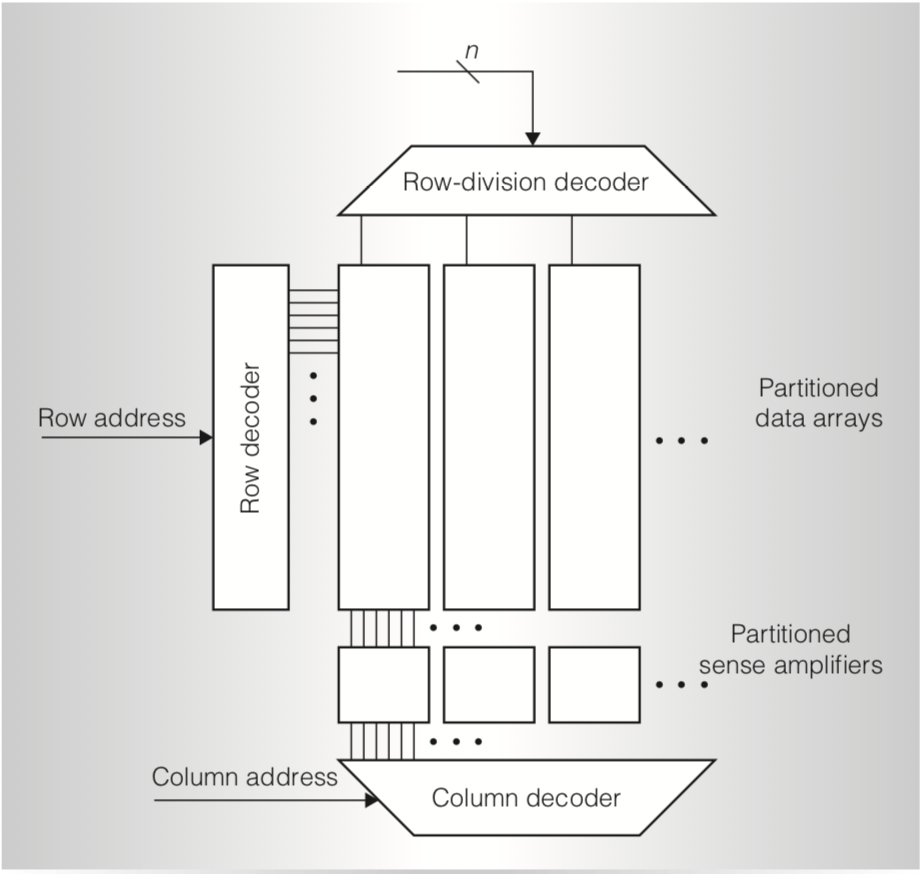 n
Row-division decoder
Row decoder
Row address
Partitioned
data arrays
Partitioned
sense amplifiers
Column address
Column decoder